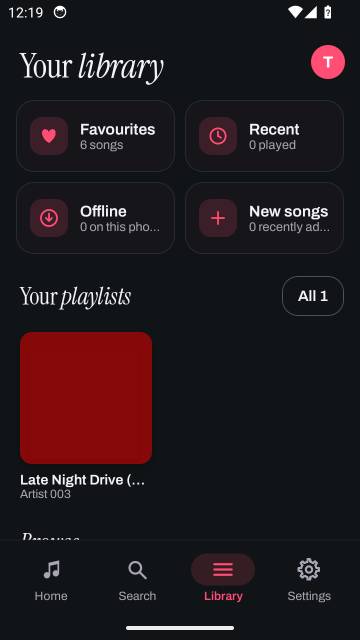 12:19
Your library
T
Favourites
6 songs
Recent
0 played
Offline
0 on this pho...
New songs
0 recently ad...
Your playlists
All 1
Late Night Drive (...
Artist 003
Browse
Home
Search
Library
Settings